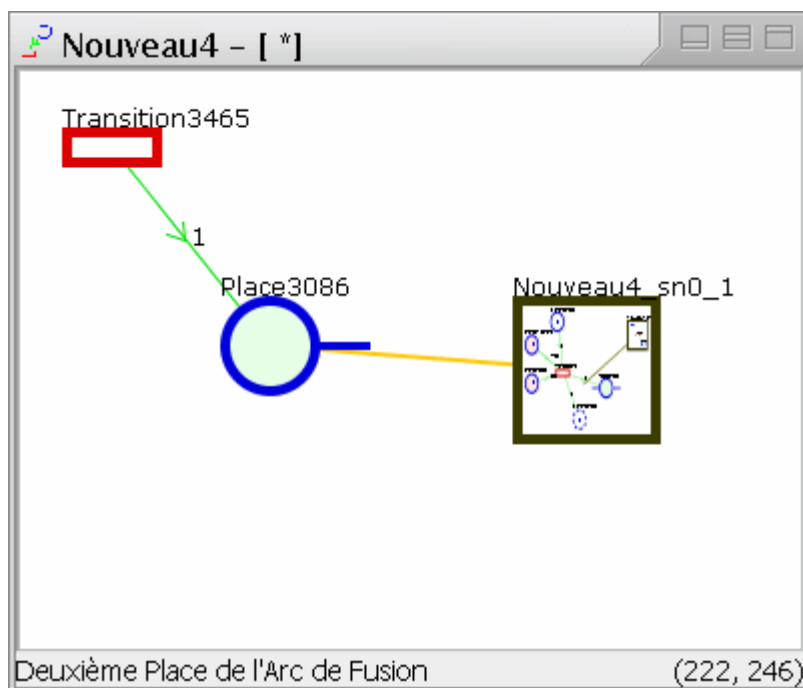 Nouveau4 – [ *]
Transition3465
1
Place3086
Nouveau4_sn0_1
Deuxième Place de l'Arc de Fusion
(222, 246)